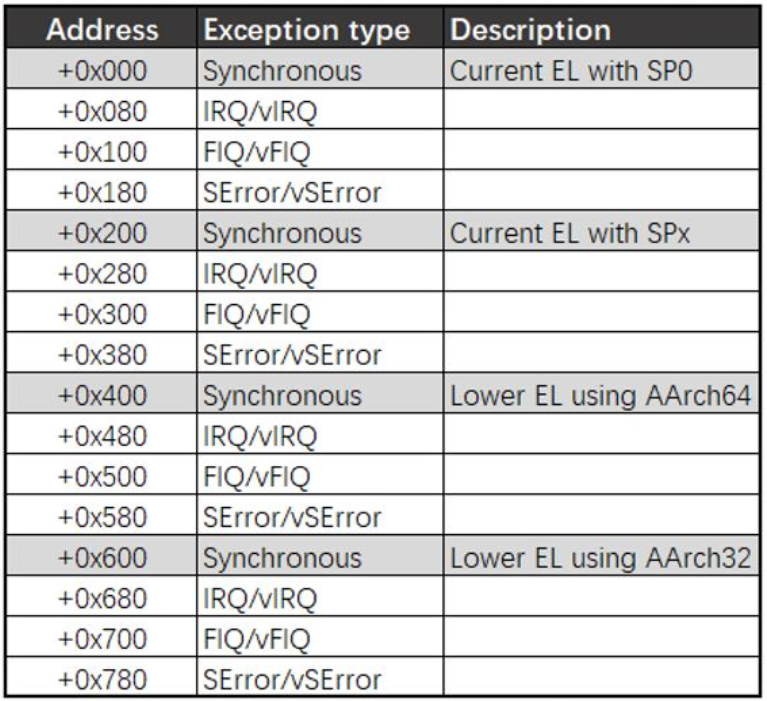 Address Exception type Description
+0x000 Synchronous Current EL with SP0
+0x080 IRQ/vIRQ
+0x100 FIQ/vFIQ
+0x180 SError/vSError
+0x200 Synchronous Current EL with SPx
+0x280 IRQ/vIRQ
+0x300 FIQ/vFIQ
+0x380 SError/vSError
+0x400 Synchronous Lower EL using AArch64
+0x480 IRQ/vIRQ
+0x500 FIQ/vFIQ
+0x580 SError/vSError
+0x600 Synchronous Lower EL using AArch32
+0x680 IRQ/vIRQ
+0x700 FIQ/vFIQ
+0x780 SError/vSError